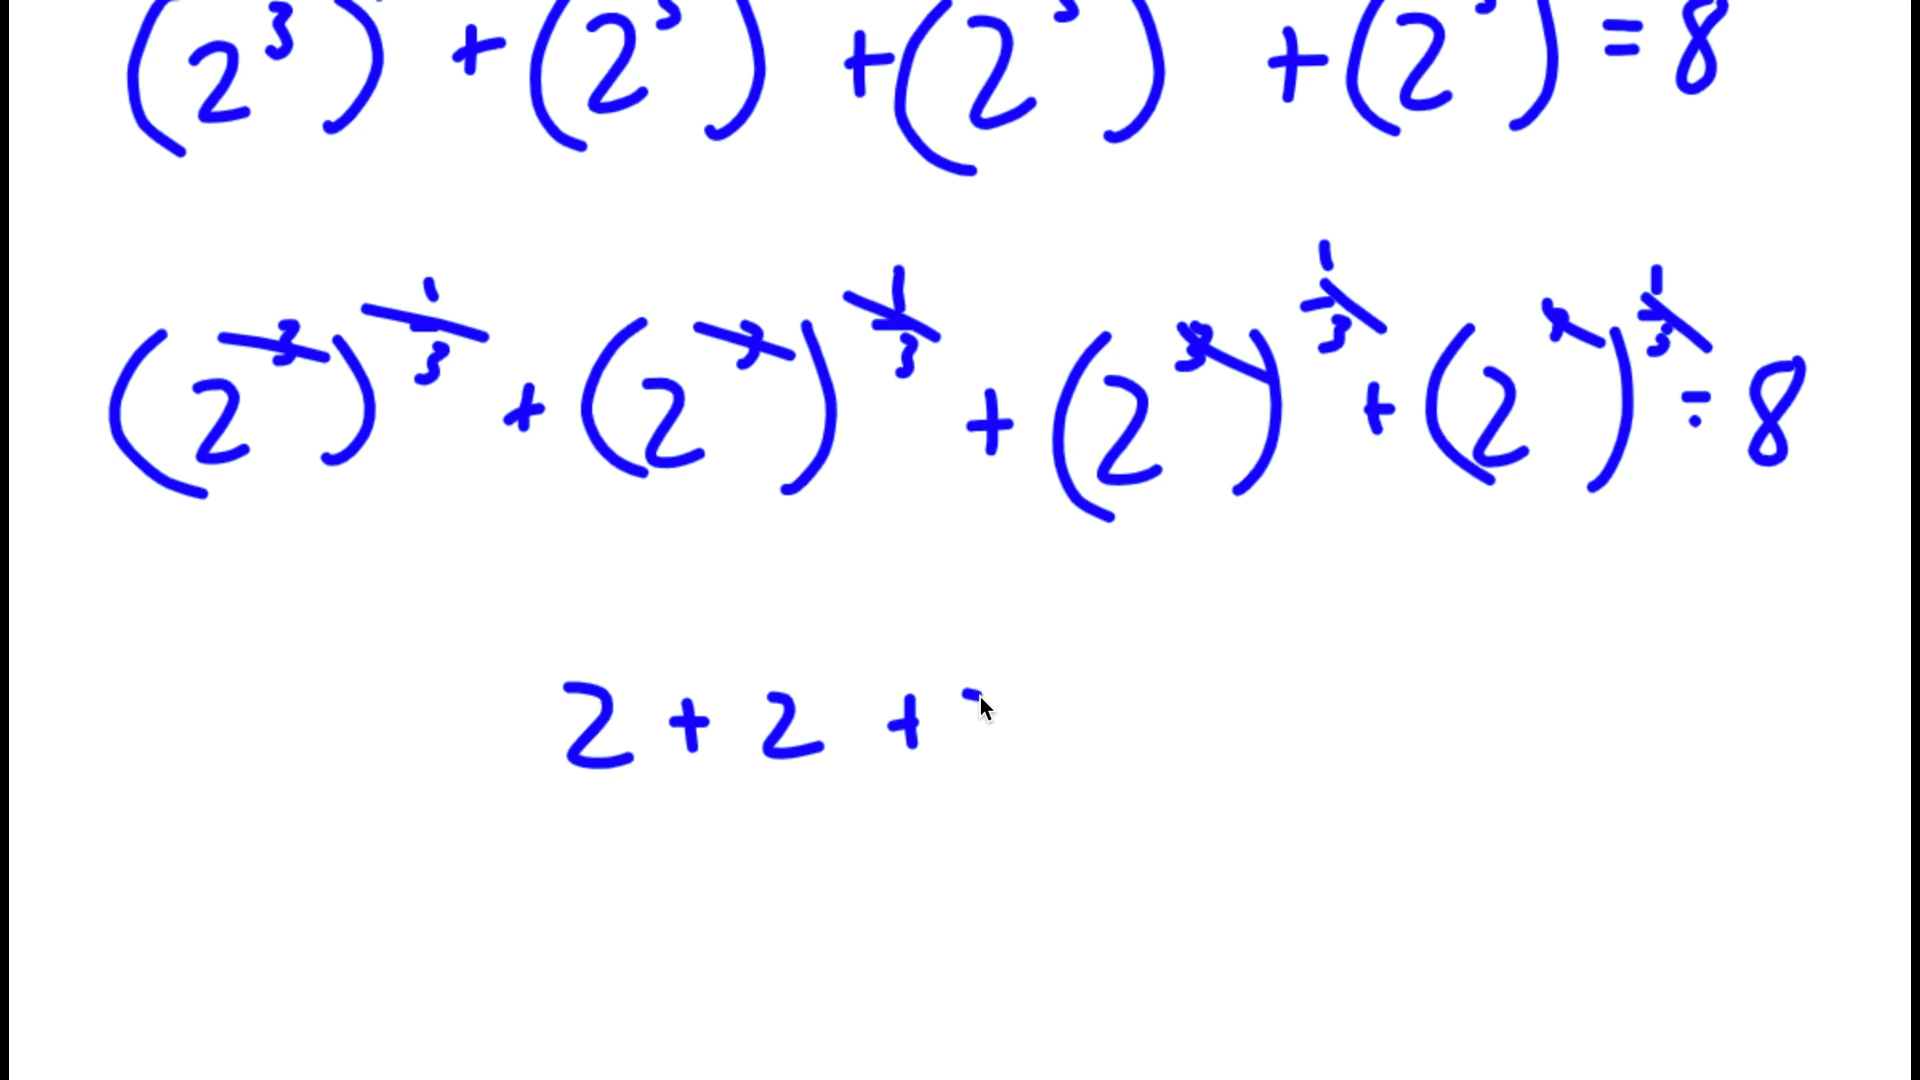 (2³) + (2³) + (2³) + (2³) = 8
(2³)^1/3 + (2³)^1/3 + (2³)^1/3 + (2³)^1/3 = 8
2 + 2 +